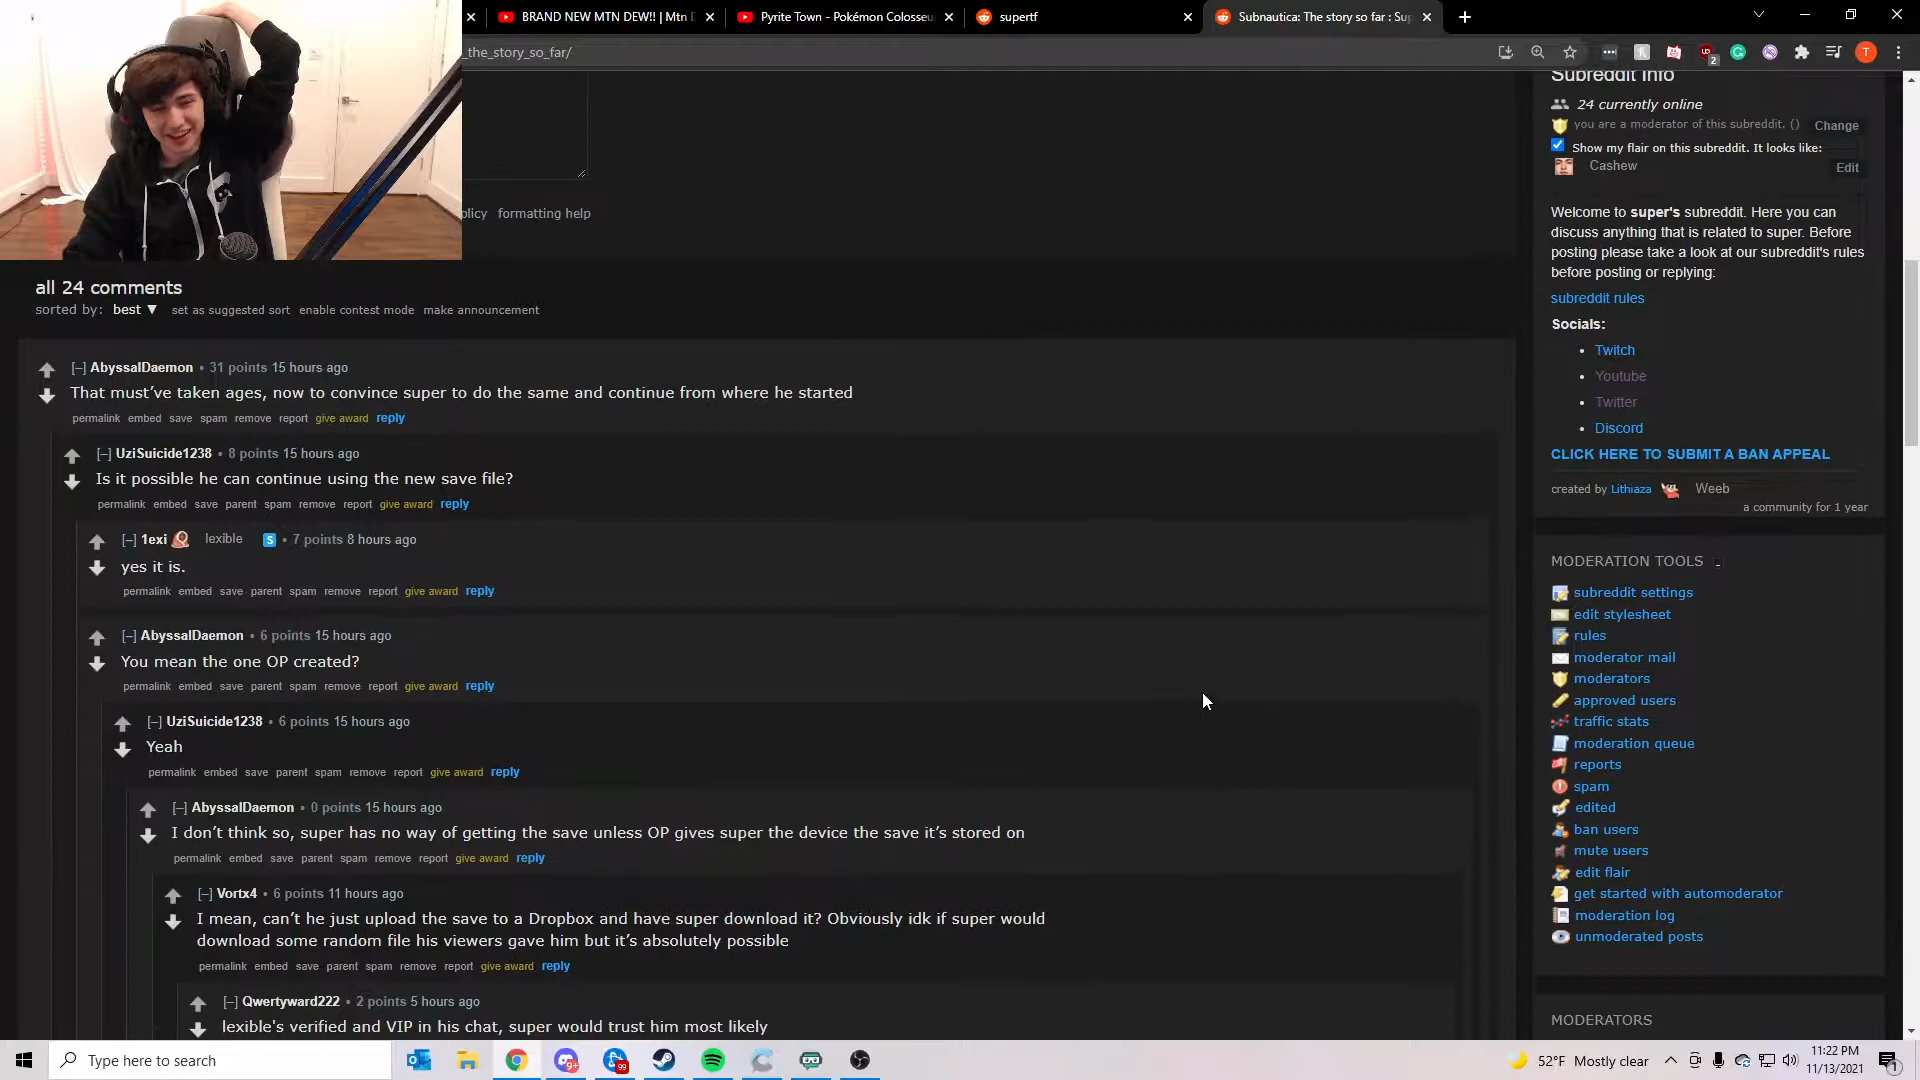 BRAND NEW MTN DEW!! | Mtn D
Pyrite Town - Pokémon Colosseu
supertf
Subnautica: The story so far : Sup
_the_story_so_far/
2
T
Subreddit Info
24 currently online
you are a moderator of this subreddit. ()
Change
Show my flair on this subreddit. It looks like:
Cashew
Edit
olicy formatting help
Welcome to super's subreddit. Here you can
discuss anything that is related to super. Before
posting please take a look at our subreddit's rules
before posting or replying:
subreddit rules
Socials:
• Twitch
• Youtube
• Twitter
• Discord
CLICK HERE TO SUBMIT A BAN APPEAL
created by Lithiaza Weeb
a community for 1 year
all 24 comments
sorted by: best ▼ set as suggested sort enable contest mode make announcement
[–] AbyssalDaemon • 31 points 15 hours ago
That must’ve taken ages, now to convince super to do the same and continue from where he started
permalink embed save spam remove report give award reply
[–] UziSuicide1238 • 8 points 15 hours ago
Is it possible he can continue using the new save file?
permalink embed save parent spam remove report give award reply
[–] 1exi lexible S • 7 points 8 hours ago
yes it is.
permalink embed save parent spam remove report give award reply
[–] AbyssalDaemon • 6 points 15 hours ago
You mean the one OP created?
permalink embed save parent spam remove report give award reply
[–] UziSuicide1238 • 6 points 15 hours ago
Yeah
permalink embed save parent spam remove report give award reply
[–] AbyssalDaemon • 0 points 15 hours ago
I don’t think so, super has no way of getting the save unless OP gives super the device the save it’s stored on
permalink embed save parent spam remove report give award reply
[–] Vortx4 • 6 points 11 hours ago
I mean, can’t he just upload the save to a Dropbox and have super download it? Obviously idk if super would
download some random file his viewers gave him but it’s absolutely possible
permalink embed save parent spam remove report give award reply
[–] Qwertyward222 • 2 points 5 hours ago
lexible's verified and VIP in his chat, super would trust him most likely
MODERATION TOOLS -
subreddit settings
edit stylesheet
rules
moderator mail
moderators
approved users
traffic stats
moderation queue
reports
spam
edited
ban users
mute users
edit flair
get started with automoderator
moderation log
unmoderated posts
MODERATORS
Type here to search
9+
99
52°F Mostly clear
11:22 PM
11/13/2021
1